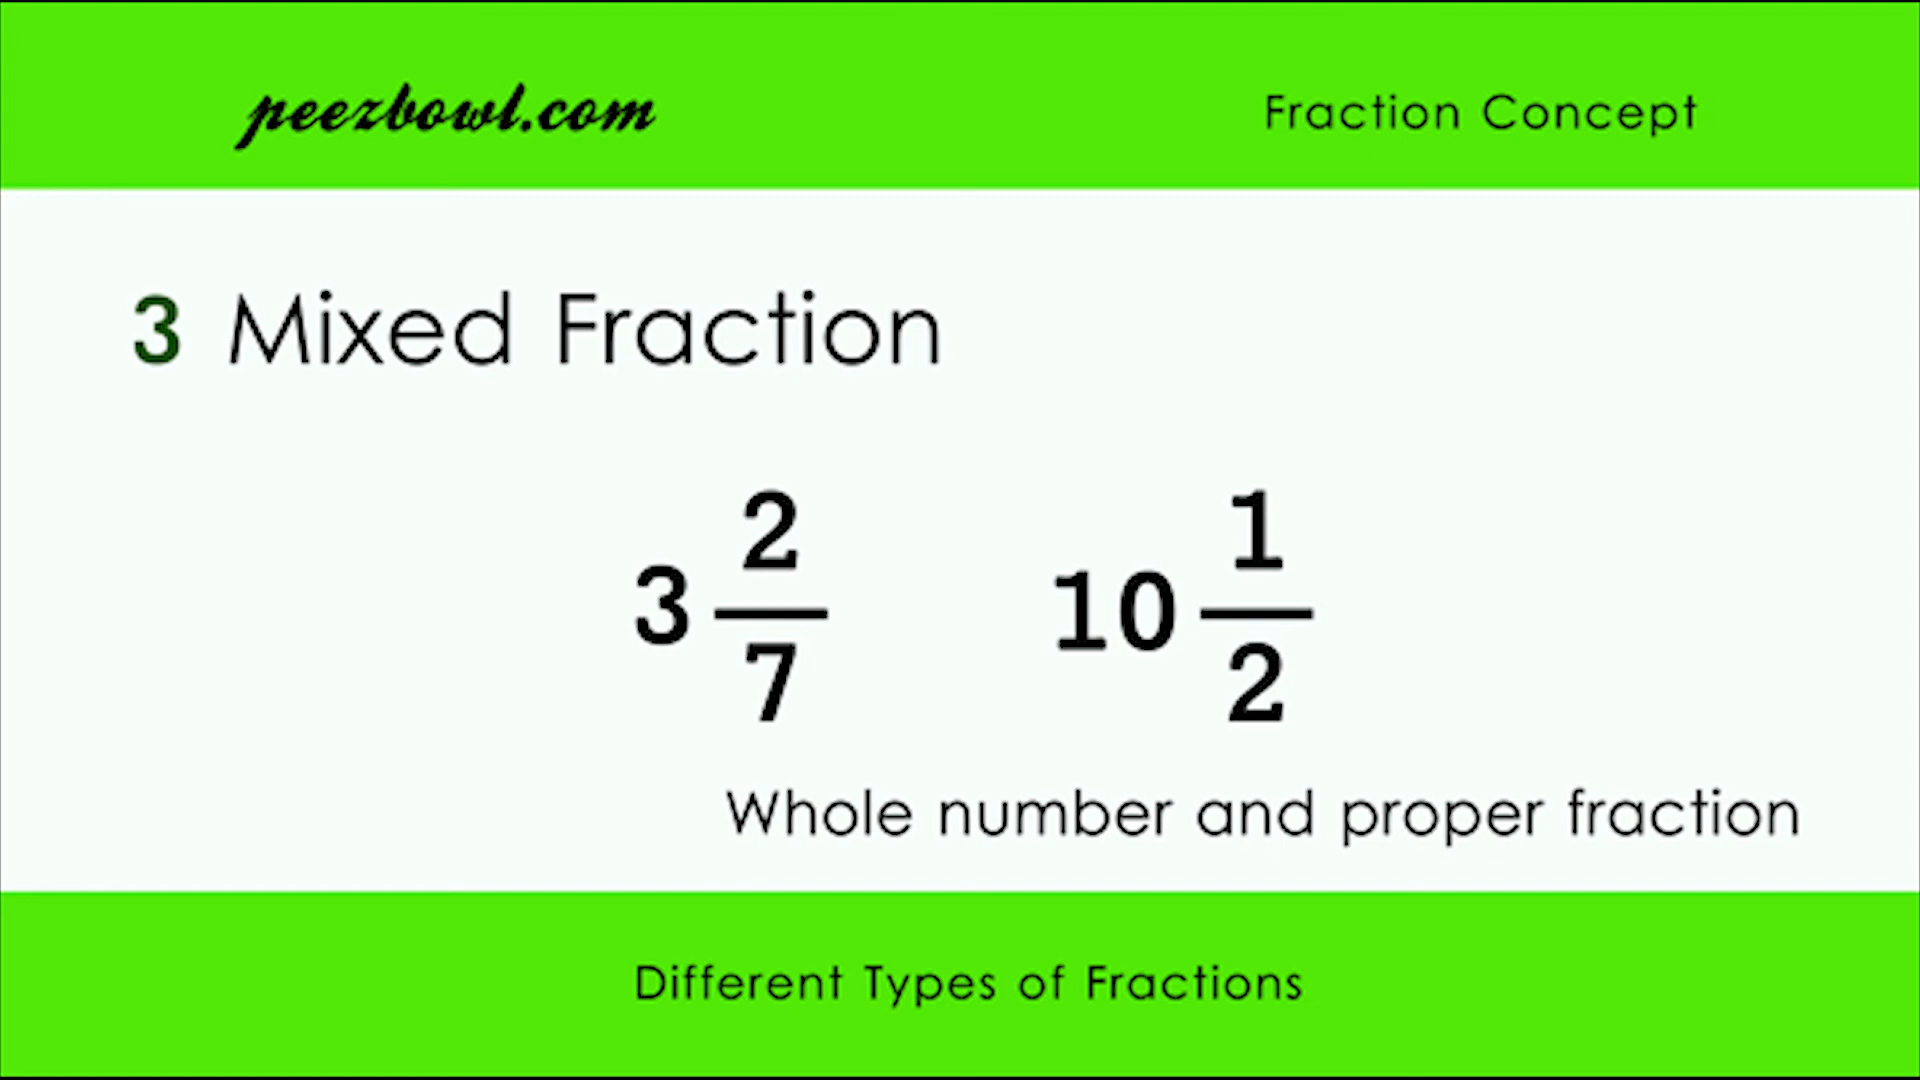 peezbowl.com
Fraction Concept
3 Mixed Fraction
3 2/7
10 1/2
Whole number and proper fraction
Different Types of Fractions